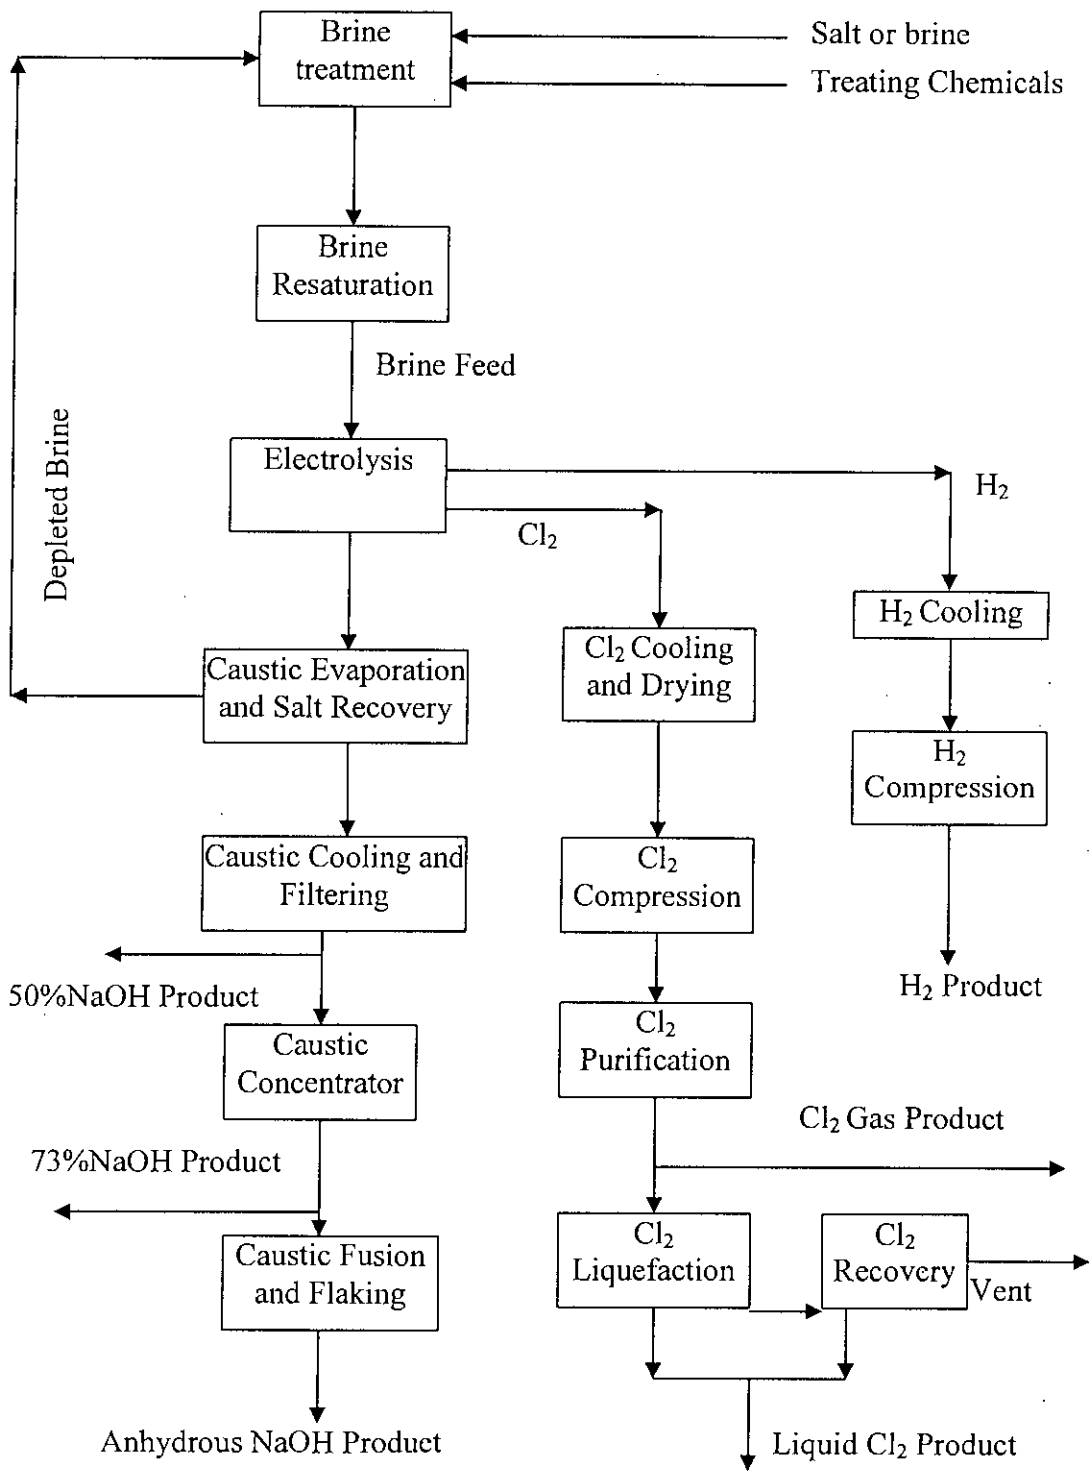 Brine
treatment
Salt or brine
Treating Chemicals
Brine
Resaturation
Brine Feed
Depleted Brine
Electrolysis
H₂
Cl₂
H₂ Cooling
Cl₂ Cooling
and Drying
Caustic Evaporation
and Salt Recovery
H₂
Compression
Caustic Cooling and
Filtering
Cl₂
Compression
50%NaOH Product
H₂ Product
Caustic
Concentrator
Cl₂
Purification
Cl₂ Gas Product
73%NaOH Product
Caustic Fusion
and Flaking
Cl₂
Liquefaction
Cl₂
Recovery
Vent
Anhydrous NaOH Product
Liquid Cl₂ Product